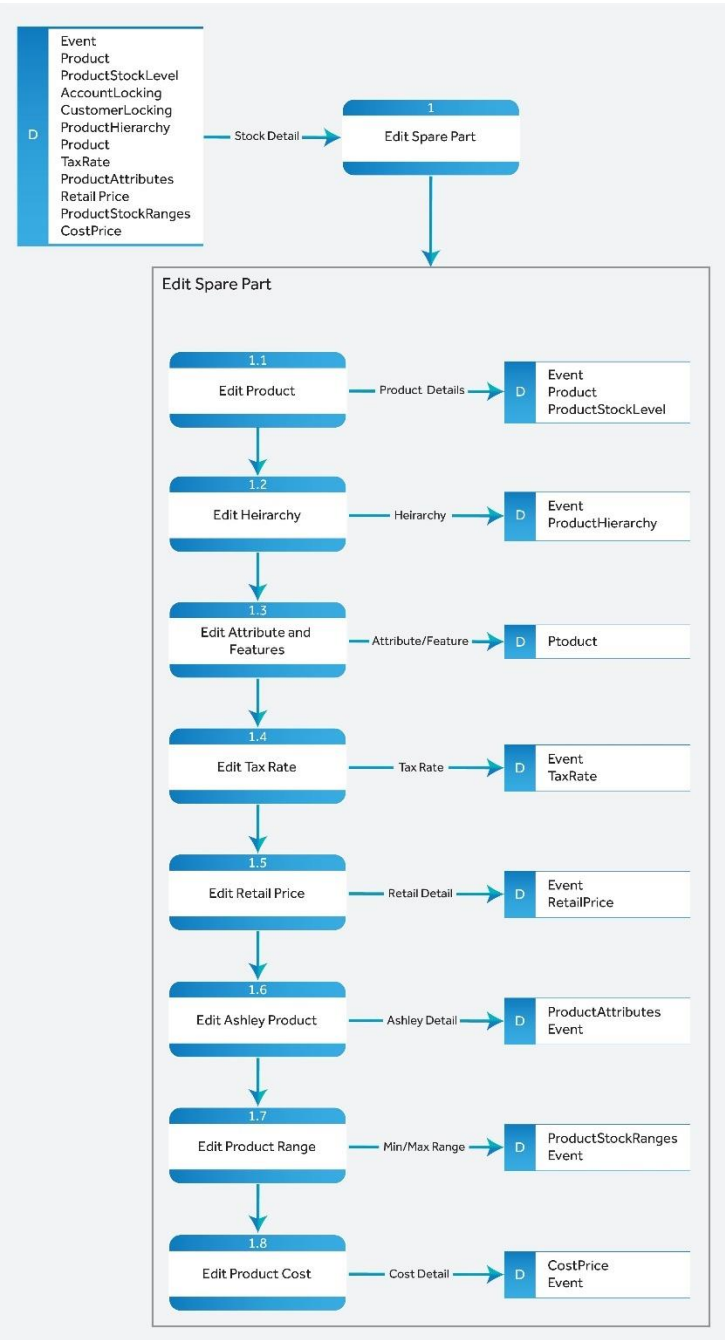 D
Event
Product
ProductStockLevel
AccountLocking
CustomerLocking
ProductHierarchy
Product
TaxRate
ProductAttributes
Retail Price
ProductStockRanges
CostPrice
Stock Detail
1
Edit Spare Part
Edit Spare Part
1.1
Edit Product
Product Details
D
Event
Product
ProductStockLevel
1.2
Edit Heirarchy
Heirarchy
D
Event
ProductHierarchy
1.3
Edit Attribute and
Features
Attribute/Feature
D
Ptoduct
1.4
Edit Tax Rate
Tax Rate
D
Event
TaxRate
1.5
Edit Retail Price
Retail Detail
D
Event
RetailPrice
1.6
Edit Ashley Product
Ashley Detail
D
ProductAttributes
Event
1.7
Edit Product Range
Min/Max Range
D
ProductStockRanges
Event
1.8
Edit Product Cost
Cost Detail
D
CostPrice
Event